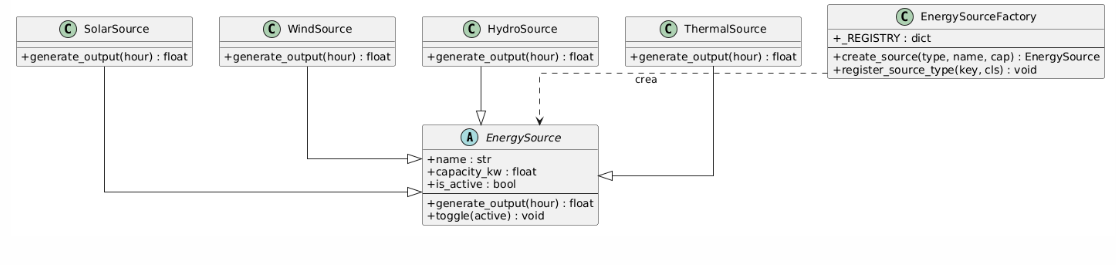 C SolarSource
+generate_output(hour) : float
C WindSource
+generate_output(hour) : float
C HydroSource
+generate_output(hour) : float
C ThermalSource
+generate_output(hour) : float
C EnergySourceFactory
+_REGISTRY : dict
+create_source(type, name, cap) : EnergySource
+register_source_type(key, cls) : void
crea
A EnergySource
+name : str
+capacity_kw : float
+is_active : bool
+generate_output(hour) : float
+toggle(active) : void